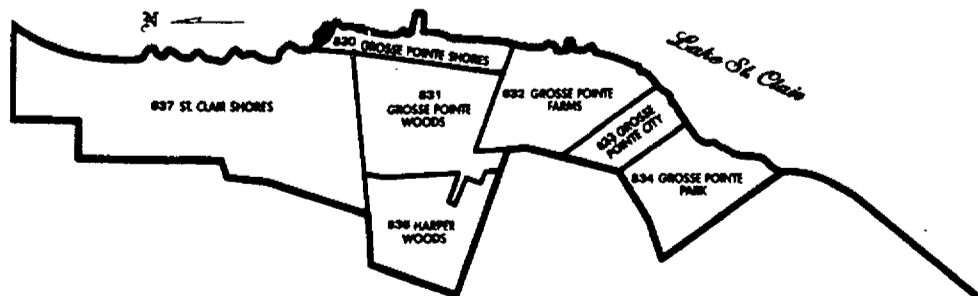 N
Lake St. Clair
820 GROSSE POINTE SHORES
837 ST. CLAIR SHORES
831
GROSSE POINTE
WOODS
832 GROSSE POINTE
FARMS
833 GROSSE
POINTE CITY
834 GROSSE POINTE
PARK
836 HARPER
WOODS